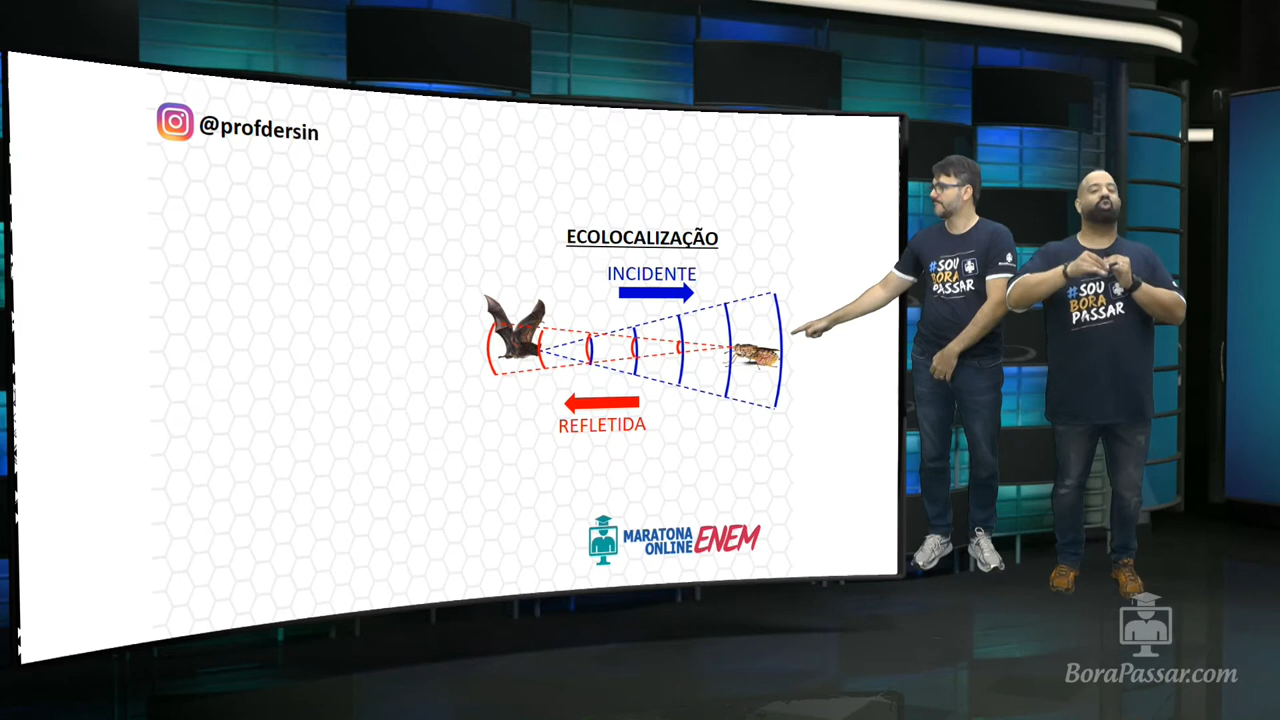 @profdersin
ECOLOCALIZAÇÃO
INCIDENTE
REFLETIDA
MARATONA
ONLINE ENEM
#SOU
BORA
PASSAR
#SOU
BORA
PASSAR
BoraPassar.com